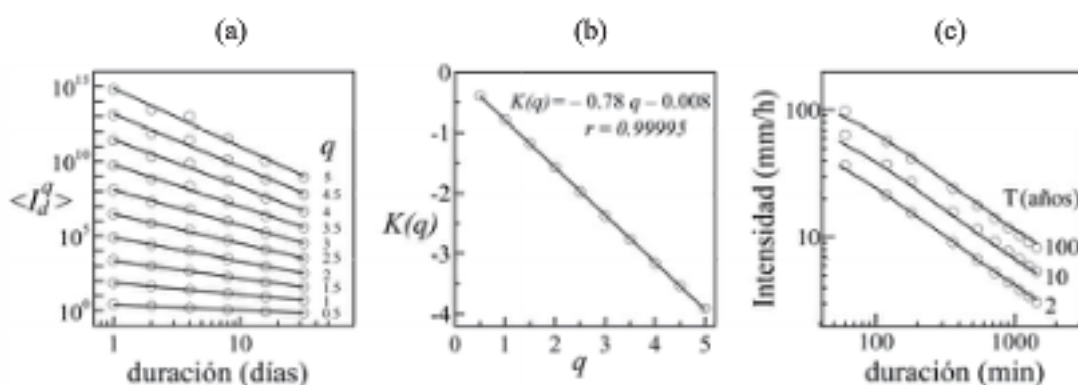 (a) (b) (c)
10^15
10^10
10^5
10^0
<I_d^q>
q
5
4.5
4
3.5
3
2.5
2
1.5
1
0.5
1 10
duración (días)
0
-1
-2
-3
-4
K(q)
K(q)= – 0.78 q – 0.008
r = 0.99995
0 1 2 3 4 5
q
100
10
Intensidad (mm/h)
T (años)
100
10
2
100 1000
duración (min)